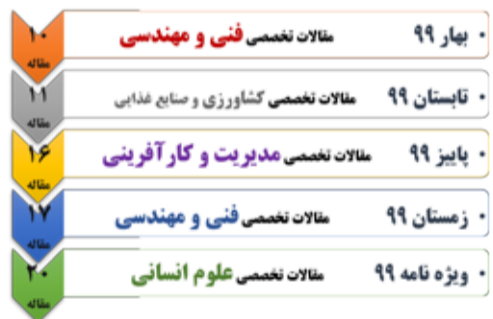 ۱۰ مقاله
• بهار ۹۹ مقالات تخصصی فنی و مهندسی
۱۱ مقاله
• تابستان ۹۹ مقالات تخصصی کشاورزی و صنایع غذایی
۱۶ مقاله
• پاییز ۹۹ مقالات تخصصی مدیریت و کارآفرینی
۱۷ مقاله
• زمستان ۹۹ مقالات تخصصی فنی و مهندسی
۲۰ مقاله
• ویژه نامه ۹۹ مقالات تخصصی علوم انسانی